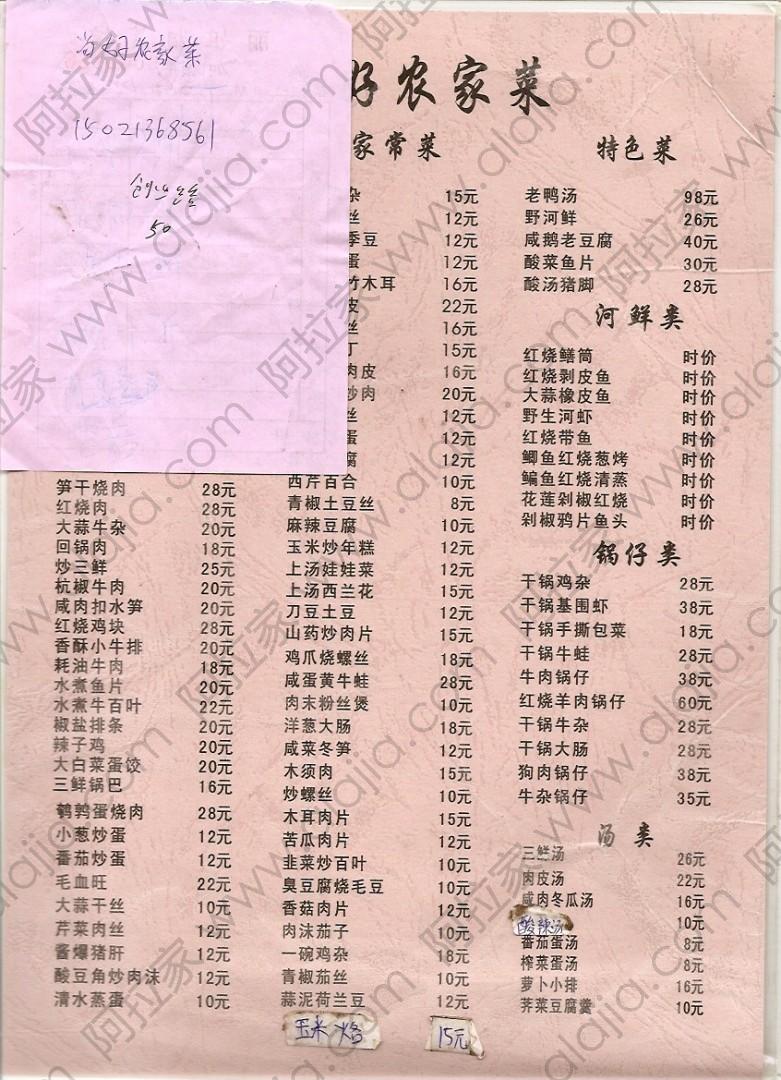 农家菜
15021368561
50
好农家菜
家常菜
杂 15元
丝 12元
季豆 12元
蛋 12元
竹木耳 16元
皮 22元
丝 16元
丁 15元
肉皮 16元
炒肉 20元
丝 12元
蛋 12元
腐 12元
西芹百合 10元
青椒土豆丝 8元
麻辣豆腐 10元
玉米炒年糕 12元
上汤娃娃菜 12元
上汤西兰花 15元
刀豆土豆 12元
山药炒肉片 15元
鸡爪烧螺丝 18元
咸蛋黄牛蛙 28元
肉末粉丝煲 10元
洋葱大肠 18元
咸菜冬笋 12元
木须肉 15元
炒螺丝 10元
木耳肉片 15元
苦瓜肉片 12元
韭菜炒百叶 10元
臭豆腐烧毛豆 10元
香菇肉片 12元
肉沫茄子 10元
一碗鸡杂 18元
青椒茄丝 10元
蒜泥荷兰豆 12元
玉米烙 15元
笋干烧肉 28元
红烧肉 28元
大蒜牛杂 20元
回锅肉 18元
炒三鲜 25元
杭椒牛肉 20元
咸肉扣水笋 20元
红烧鸡块 28元
香酥小牛排 20元
耗油牛肉 18元
水煮鱼片 20元
水煮牛百叶 22元
椒盐排条 20元
辣子鸡 20元
大白菜蛋饺 20元
三鲜锅巴 16元
鹌鹑蛋烧肉 28元
小葱炒蛋 12元
番茄炒蛋 12元
毛血旺 22元
大蒜干丝 10元
芹菜肉丝 12元
酱爆猪肝 12元
酸豆角炒肉沫 12元
清水蒸蛋 10元
特色菜
老鸭汤 98元
野河鲜 26元
咸鹅老豆腐 40元
酸菜鱼片 30元
酸汤猪脚 28元
河鲜类
红烧鳝筒 时价
红烧剥皮鱼 时价
大蒜橡皮鱼 时价
野生河虾 时价
红烧带鱼 时价
鲫鱼红烧葱烤 时价
鳊鱼红烧清蒸 时价
花莲剁椒红烧 时价
剁椒鸦片鱼头 时价
锅仔类
干锅鸡杂 28元
干锅基围虾 38元
干锅手撕包菜 18元
干锅牛蛙 28元
牛肉锅仔 38元
红烧羊肉锅仔 60元
干锅牛杂 28元
干锅大肠 28元
狗肉锅仔 38元
牛杂锅仔 35元
汤类
三鲜汤 26元
肉皮汤 22元
咸肉冬瓜汤 16元
酸辣汤 10元
番茄蛋汤 8元
榨菜蛋汤 8元
萝卜小排 16元
荠菜豆腐羹 10元
阿拉家 www.alajia.com